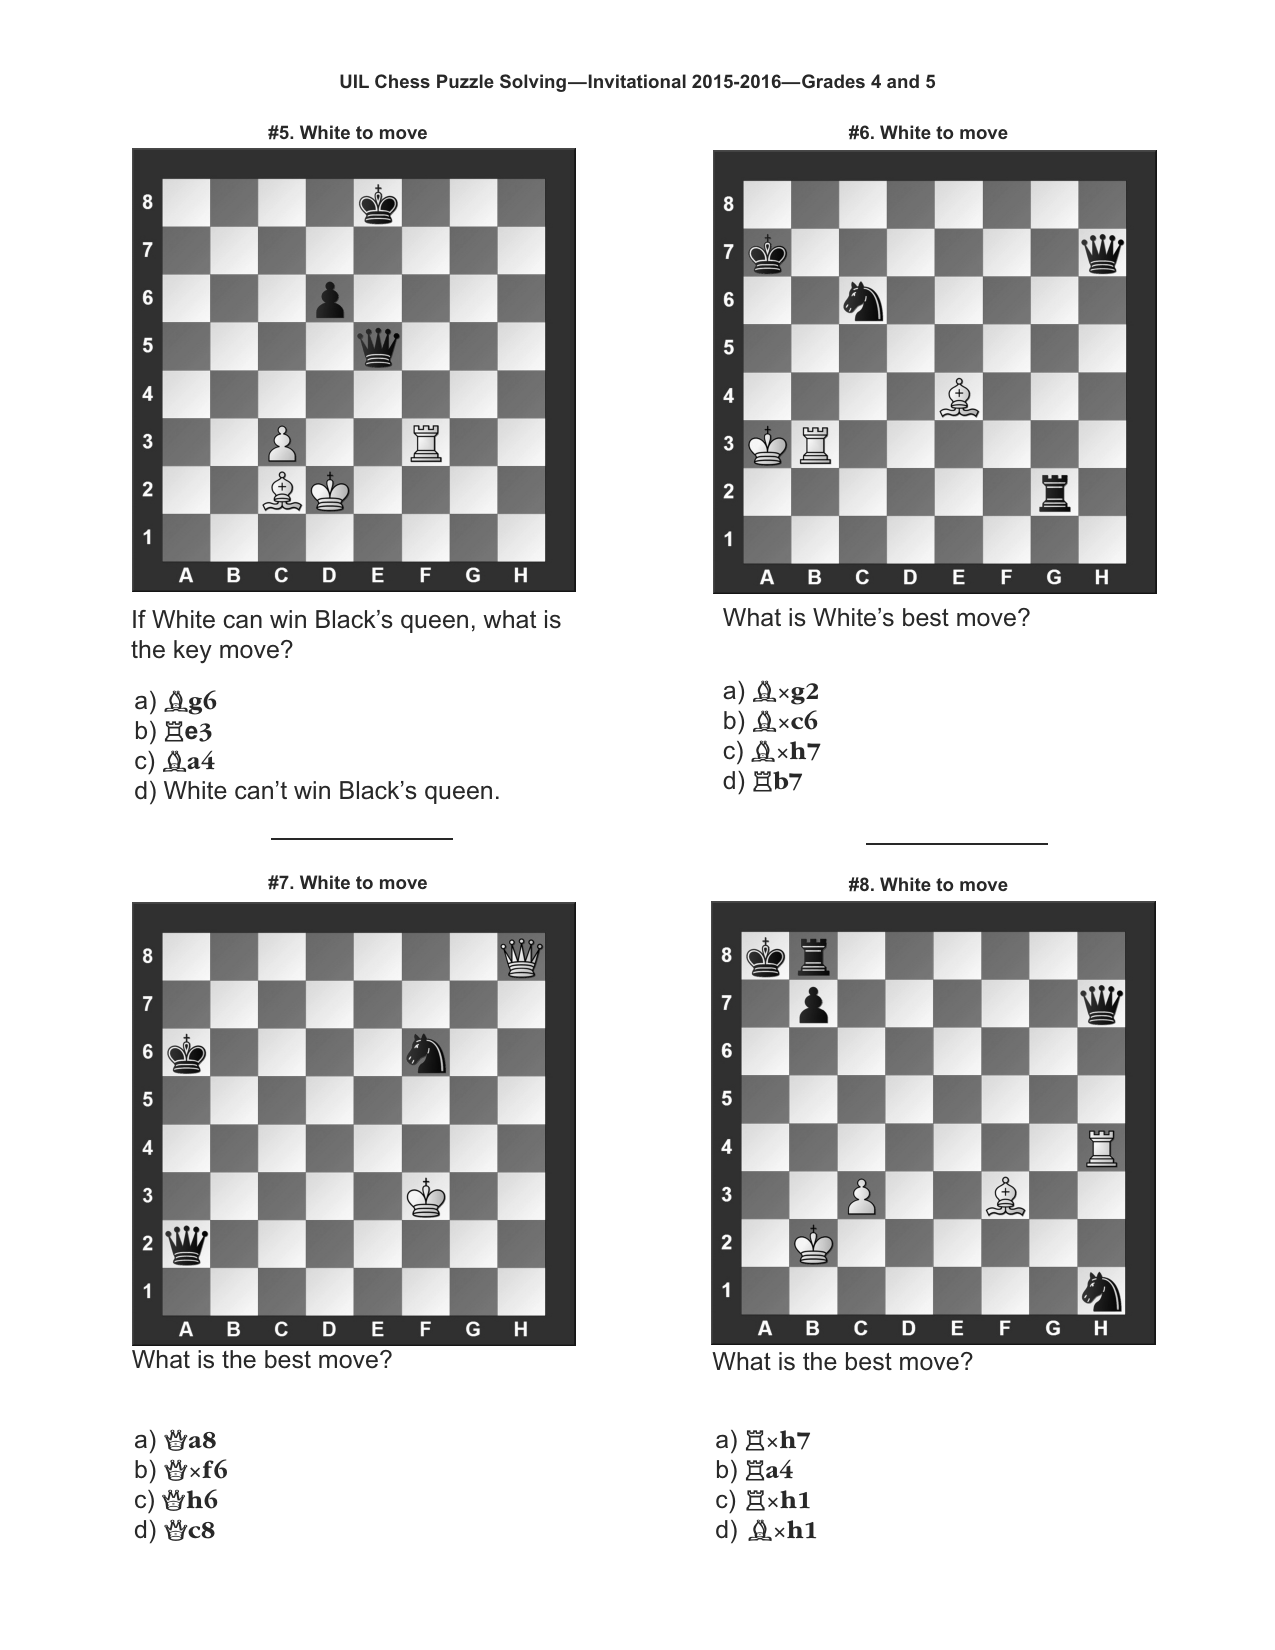 UIL Chess Puzzle Solving—Invitational 2015-2016—Grades 4 and 5
#5. White to move
8
7
6
5
4
3
2
1
A B C D E F G H
If White can win Black’s queen, what is
the key move?
a) ♗g6
b) ♖e3
c) ♗a4
d) White can’t win Black’s queen.
#6. White to move
8
7
6
5
4
3
2
1
A B C D E F G H
What is White’s best move?
a) ♗×g2
b) ♗×c6
c) ♗×h7
d) ♖b7
#7. White to move
8
7
6
5
4
3
2
1
A B C D E F G H
What is the best move?
a) ♕a8
b) ♕×f6
c) ♕h6
d) ♕c8
#8. White to move
8
7
6
5
4
3
2
1
A B C D E F G H
What is the best move?
a) ♖×h7
b) ♖a4
c) ♖×h1
d) ♗×h1